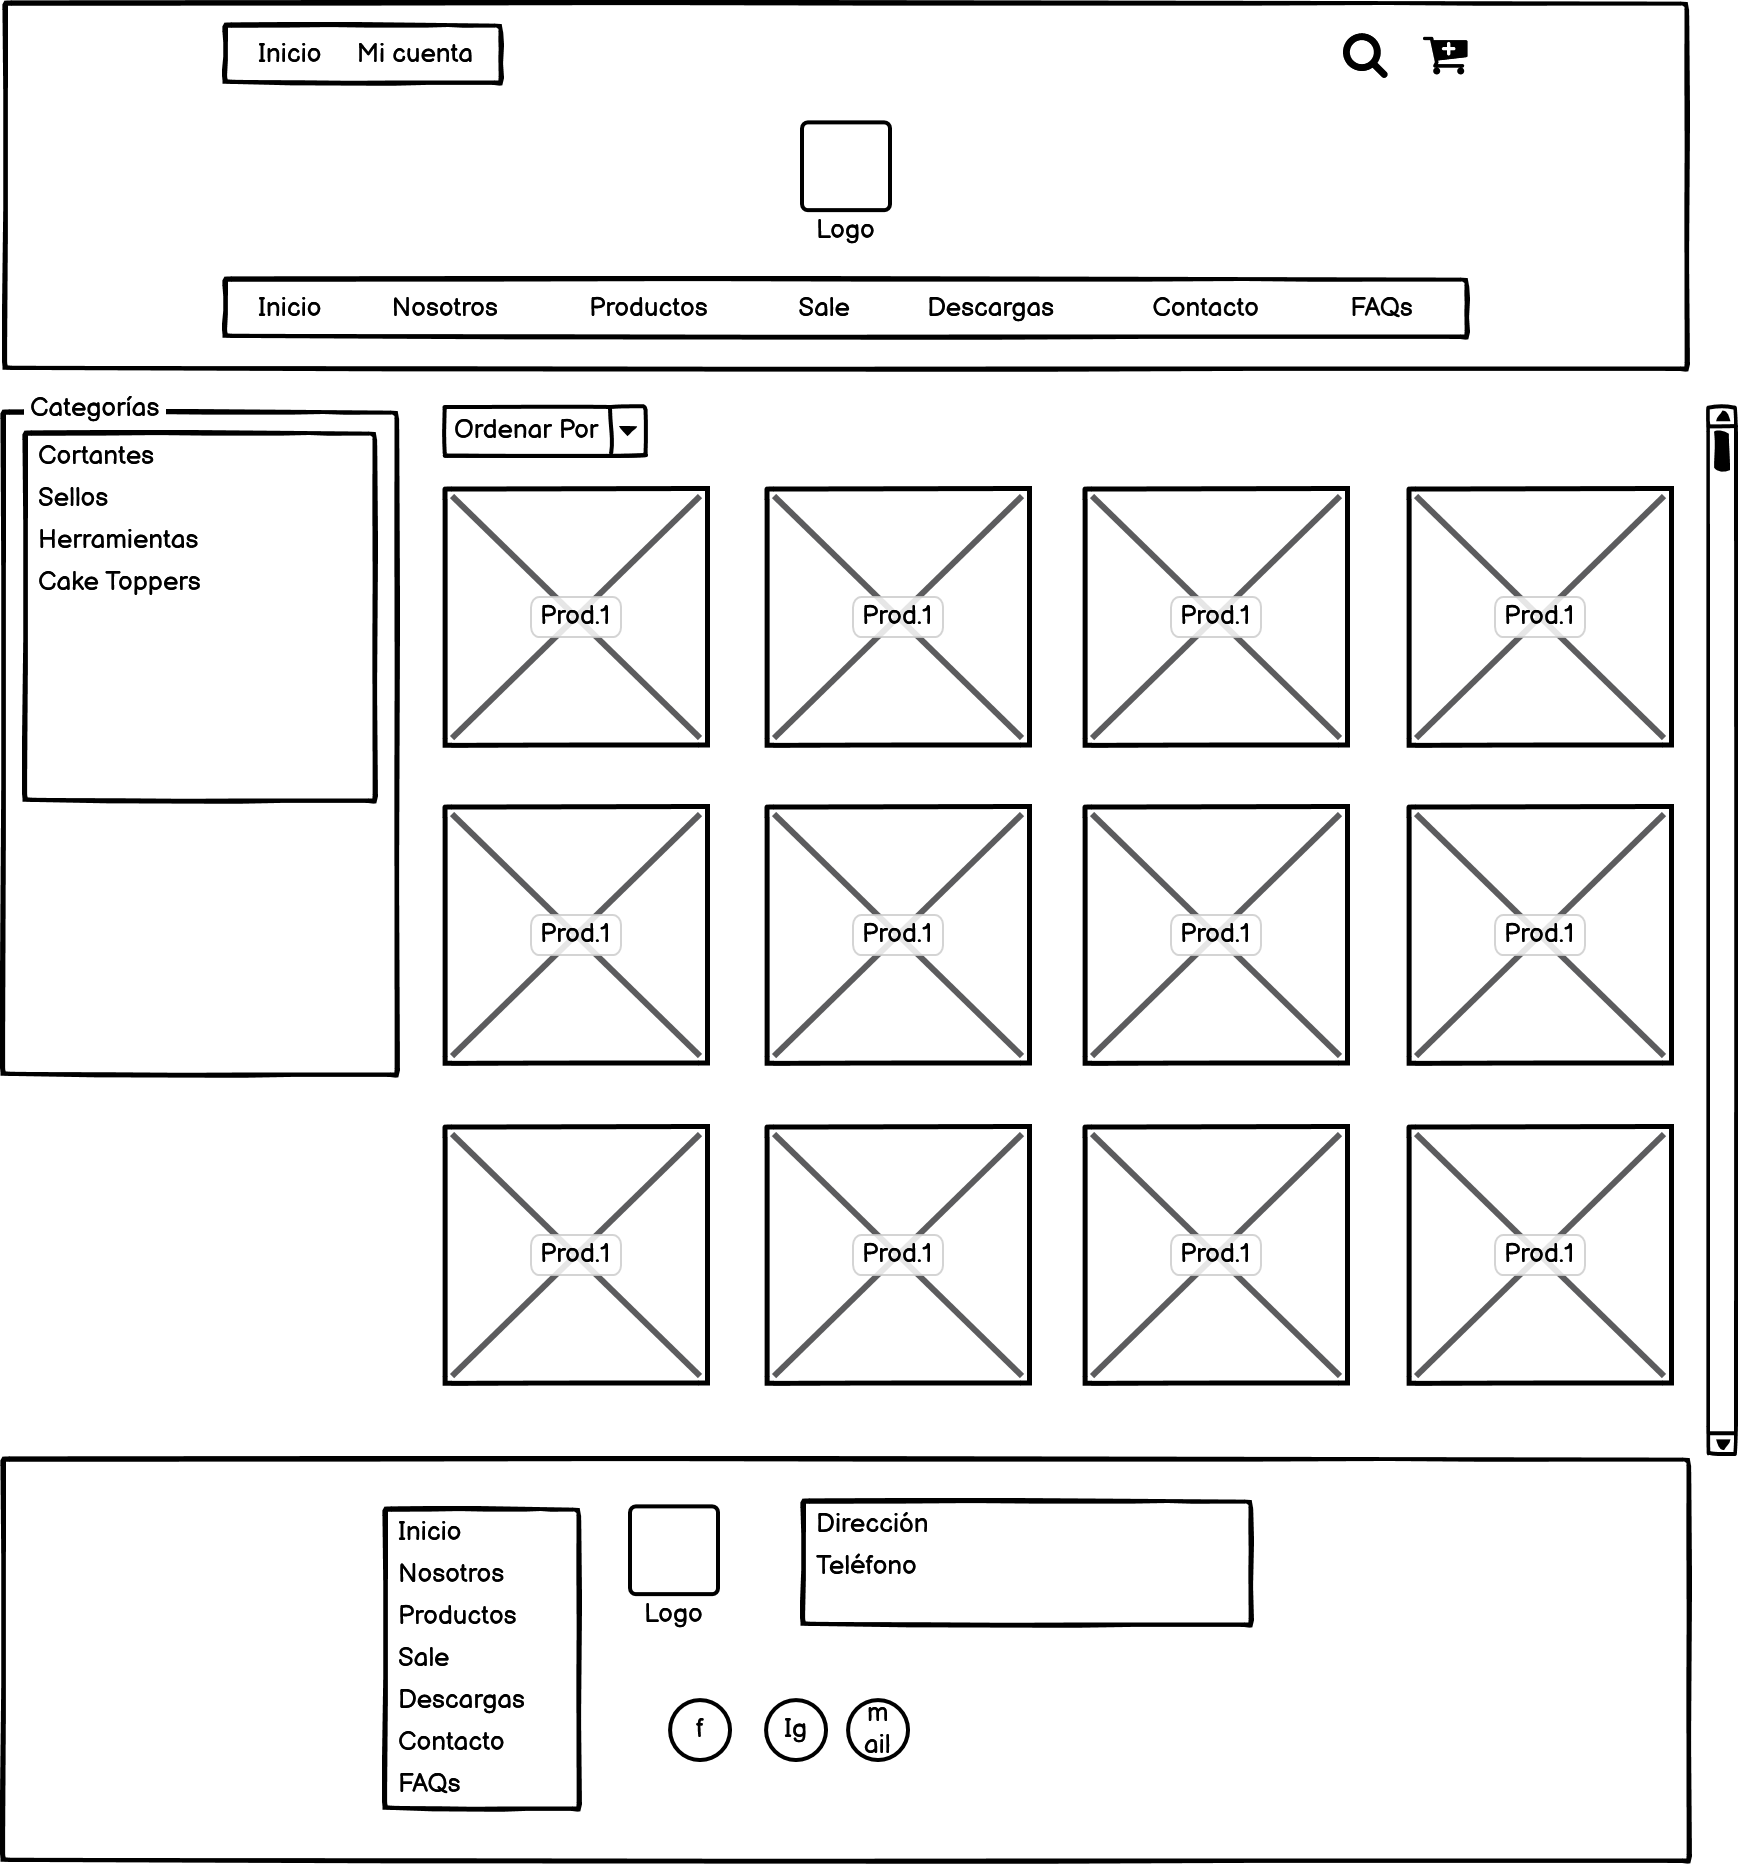 Inicio Mi cuenta
Logo
Inicio Nosotros Productos Sale Descargas Contacto FAQs
Categorías
Cortantes
Sellos
Herramientas
Cake Toppers
Ordenar Por
Prod.1 Prod.1 Prod.1 Prod.1
Prod.1 Prod.1 Prod.1 Prod.1
Prod.1 Prod.1 Prod.1 Prod.1
Inicio
Nosotros
Productos
Sale
Descargas
Contacto
FAQs
Logo
Dirección
Teléfono
f
Ig
m
ail